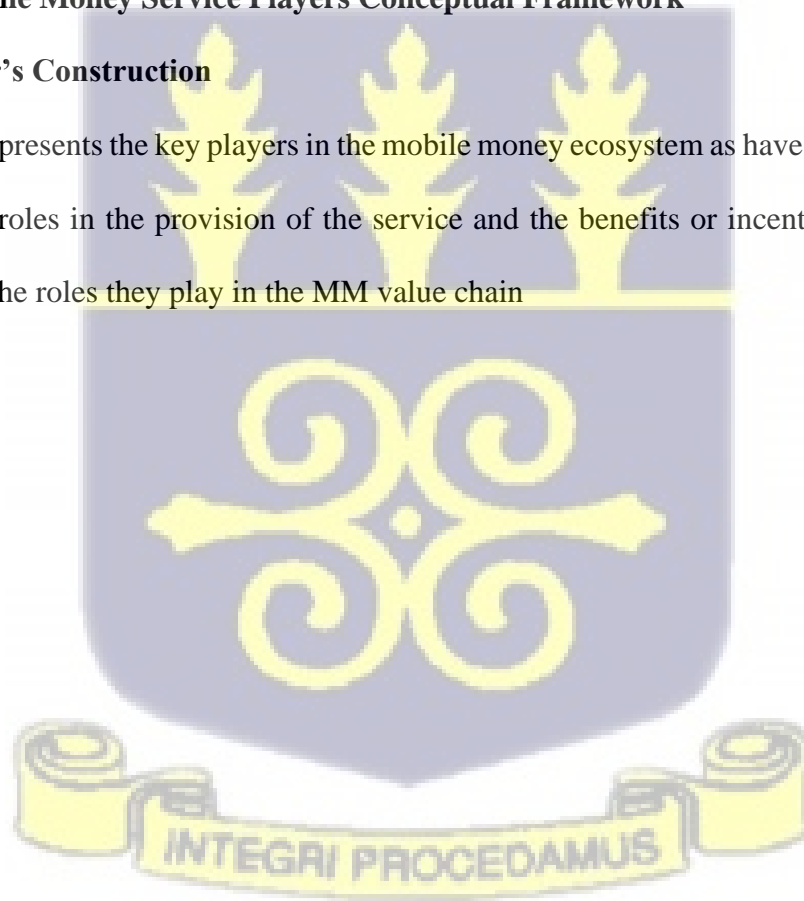 ne Money Service Players Conceptual Framework
r's Construction
presents the key players in the mobile money ecosystem as have
roles in the provision of the service and the benefits or incent
he roles they play in the MM value chain
INTEGRI PROCEDAMUS